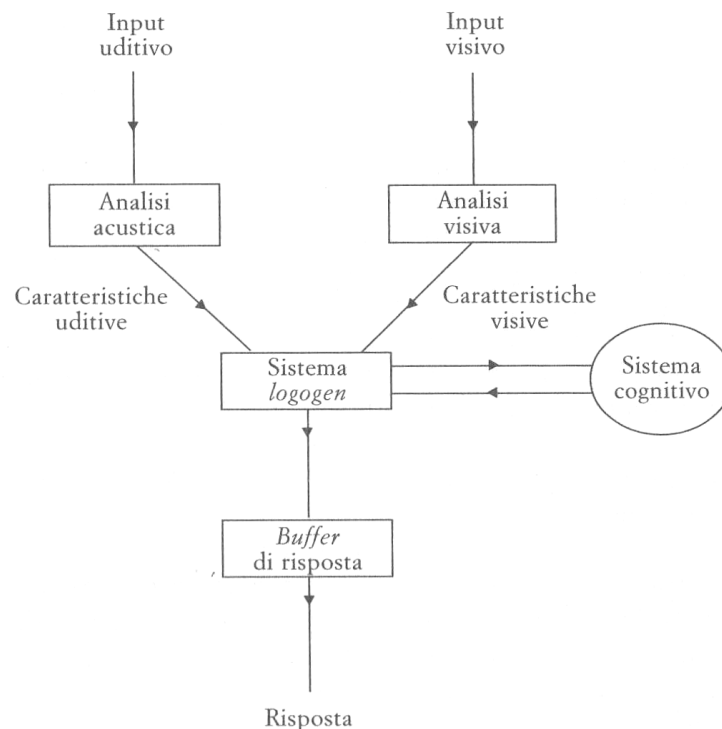 Input
uditivo
Input
visivo
Analisi
acustica
Analisi
visiva
Caratteristiche
uditive
Caratteristiche
visive
Sistema
logogen
Sistema
cognitivo
Buffer
di risposta
Risposta